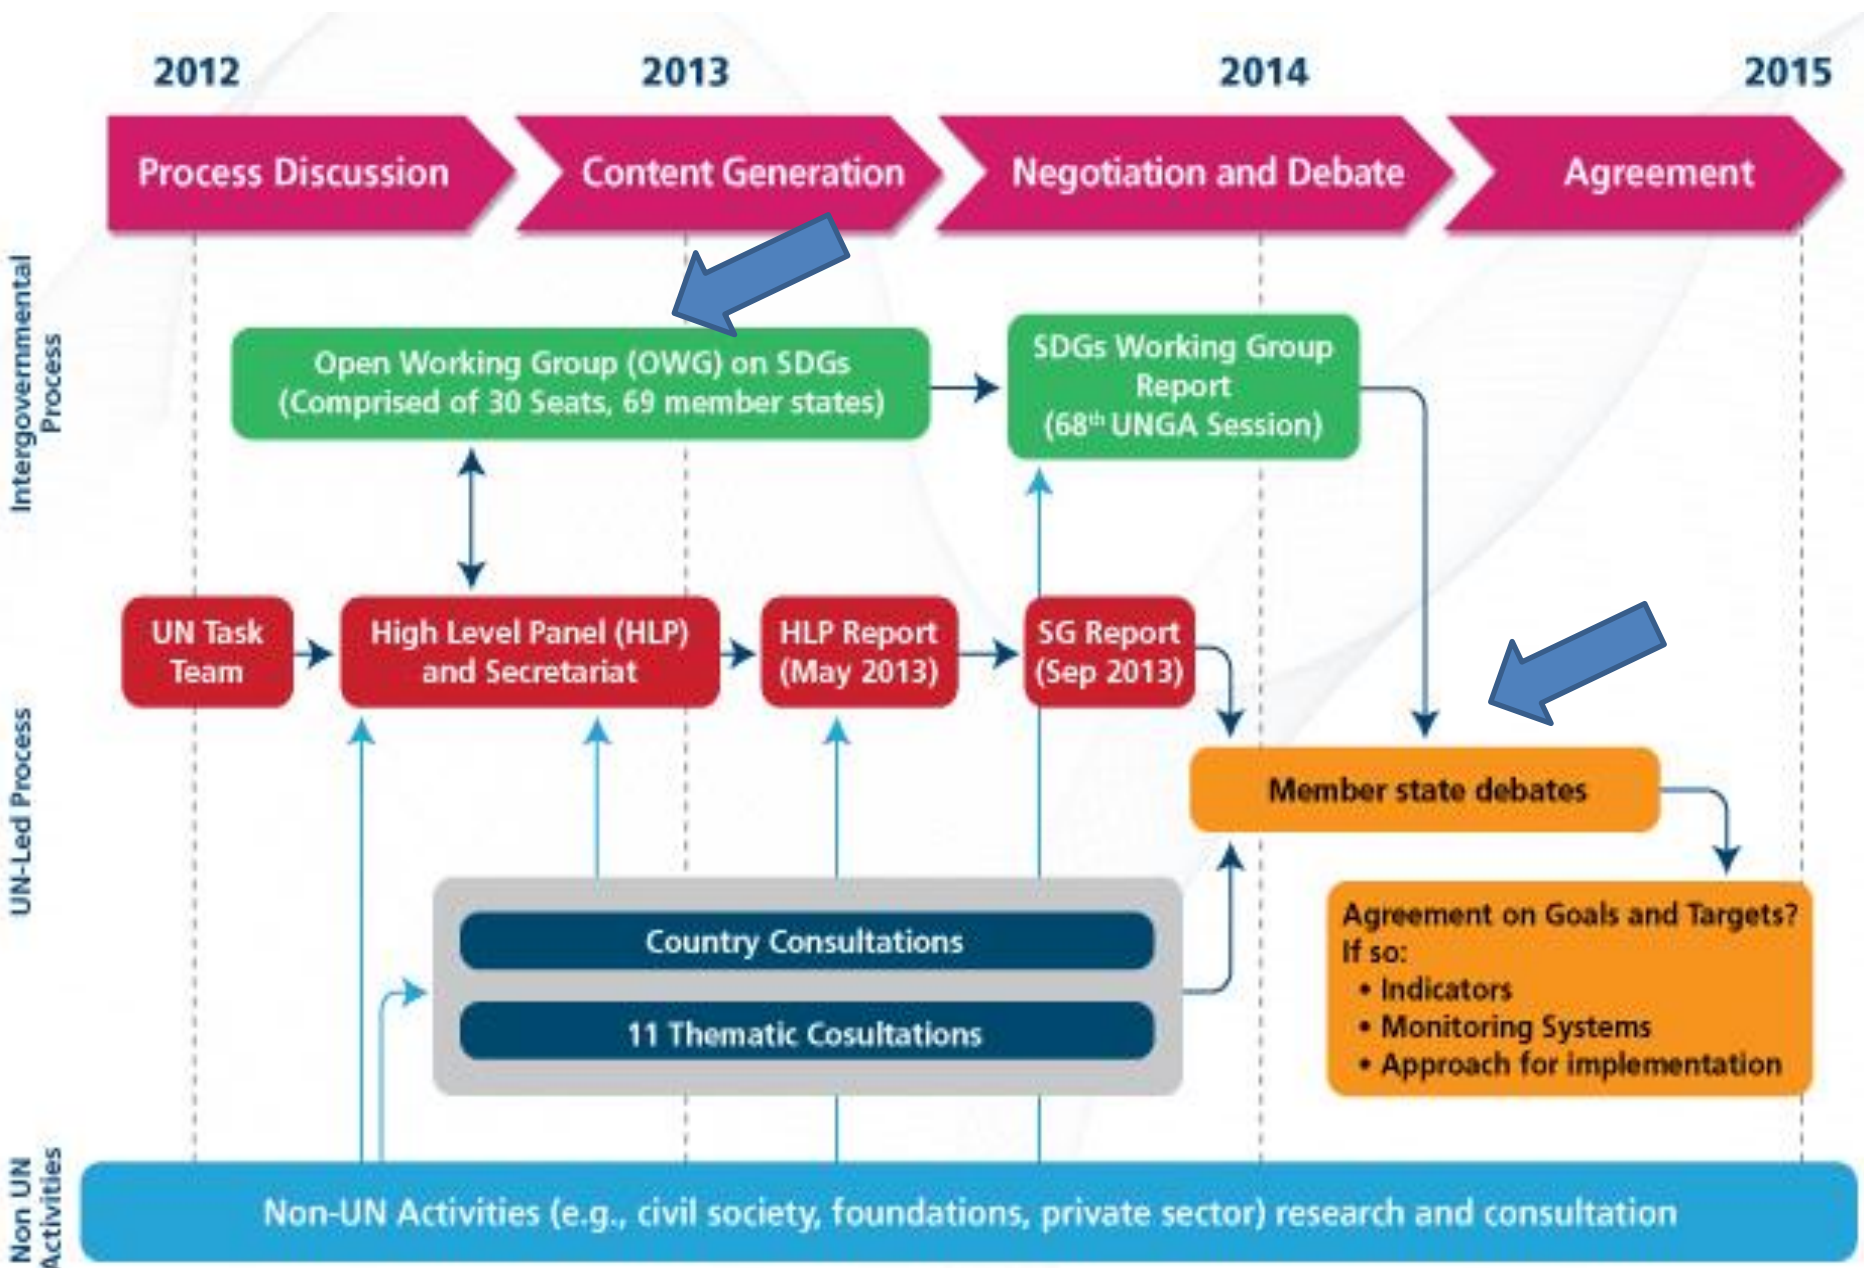 2012
2013
2014
2015
Process Discussion
Content Generation
Negotiation and Debate
Agreement
Intergovernmental
Process
Open Working Group (OWG) on SDGs
(Comprised of 30 Seats, 69 member states)
SDGs Working Group
Report
(68th UNGA Session)
UN-Led Process
UN Task
Team
High Level Panel (HLP)
and Secretariat
HLP Report
(May 2013)
SG Report
(Sep 2013)
Member state debates
Country Consultations
11 Thematic Cosultations
Agreement on Goals and Targets?
If so:
• Indicators
• Monitoring Systems
• Approach for implementation
Non UN
Activities
Non-UN Activities (e.g., civil society, foundations, private sector) research and consultation